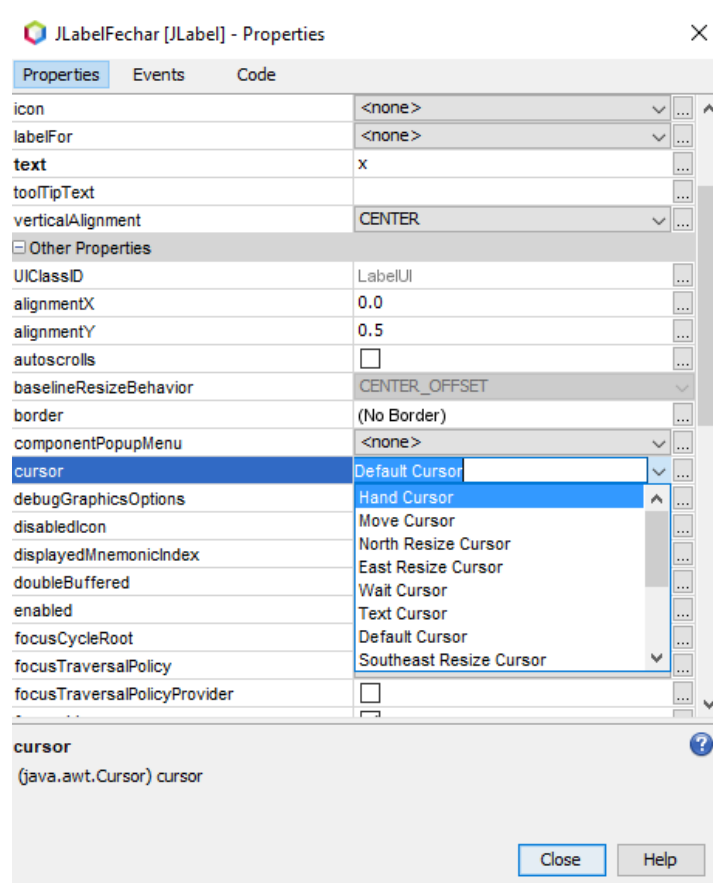 JLabelFechar [JLabel] - Properties
Properties Events Code
icon <none> ...
labelFor <none> ...
text x ...
toolTipText ...
verticalAlignment CENTER ...
Other Properties
UIClassID LabelUI ...
alignmentX 0.0 ...
alignmentY 0.5 ...
autoscrolls ...
baselineResizeBehavior CENTER_OFFSET
border (No Border) ...
componentPopupMenu <none> ...
cursor Default Cursor ...
debugGraphicsOptions Hand Cursor
disabledIcon Move Cursor ...
North Resize Cursor
displayedMnemonicIndex East Resize Cursor ...
doubleBuffered Wait Cursor ...
enabled Text Cursor ...
focusCycleRoot Default Cursor ...
focusTraversalPolicy Southeast Resize Cursor ...
focusTraversalPolicyProvider ...
cursor
(java.awt.Cursor) cursor
Close Help